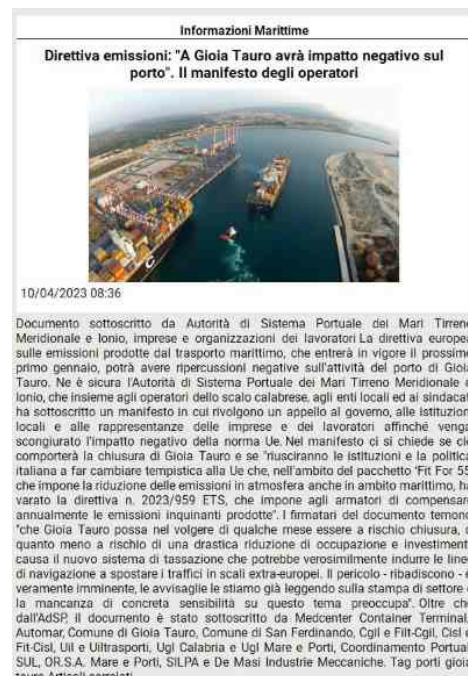 Informazioni Marittime
Direttiva emissioni: "A Gioia Tauro avrà impatto negativo sul
porto". Il manifesto degli operatori
10/04/2023 08:36
Documento sottoscritto da Autorità di Sistema Portuale dei Mari Tirreno
Meridionale e Ionio, imprese e organizzazioni dei lavoratori La direttiva europea
sulle emissioni prodotte dal trasporto marittimo, che entrerà in vigore il prossimo
primo gennaio, potrà avere ripercussioni negative sull'attività del porto di Gioia
Tauro. Ne è sicura l'Autorità di Sistema Portuale dei Mari Tirreno Meridionale e
Ionio, che insieme agli operatori dello scalo calabrese, agli enti locali ed ai sindacati
ha sottoscritto un manifesto in cui rivolgono un appello al governo, alle istituzioni
locali e alle rappresentanze delle imprese e dei lavoratori affinché venga
scongiurato l'impatto negativo della norma Ue. Nel manifesto ci si chiede se ciò
comporterà la chiusura di Gioia Tauro e se "riusciranno le istituzioni e la politica
italiana a far cambiare tempistica alla Ue che, nell'ambito del pacchetto 'Fit For 55'
che impone la riduzione delle emissioni in atmosfera anche in ambito marittimo, ha
varato la direttiva n. 2023/959 ETS, che impone agli armatori di compensare
annualmente le emissioni inquinanti prodotte". I firmatari del documento temono
"che Gioia Tauro possa nel volgere di qualche mese essere a rischio chiusura, o
quanto meno a rischio di una drastica riduzione di occupazione e investimenti
causa il nuovo sistema di tassazione che potrebbe verosimilmente indurre le linee
di navigazione a spostare i traffici in scali extra-europei. Il pericolo - ribadiscono - è
veramente imminente, le avvisaglie le stiamo già leggendo sulla stampa di settore e
la mancanza di concreta sensibilità su questo tema preoccupa". Oltre che
dall'AdSP, il documento è stato sottoscritto da Medcenter Container Terminal,
Automar, Comune di Gioia Tauro, Comune di San Ferdinando, Cgil e Filt-Cgil, Cisl e
Fit-Cisl, Uil e Uiltrasporti, Ugl Calabria e Ugl Mare e Porti, Coordinamento Portuali
SUL, OR.S.A. Mare e Porti, SILPA e De Masi Industrie Meccaniche. Tag porti gioia
tauro Articoli correlati